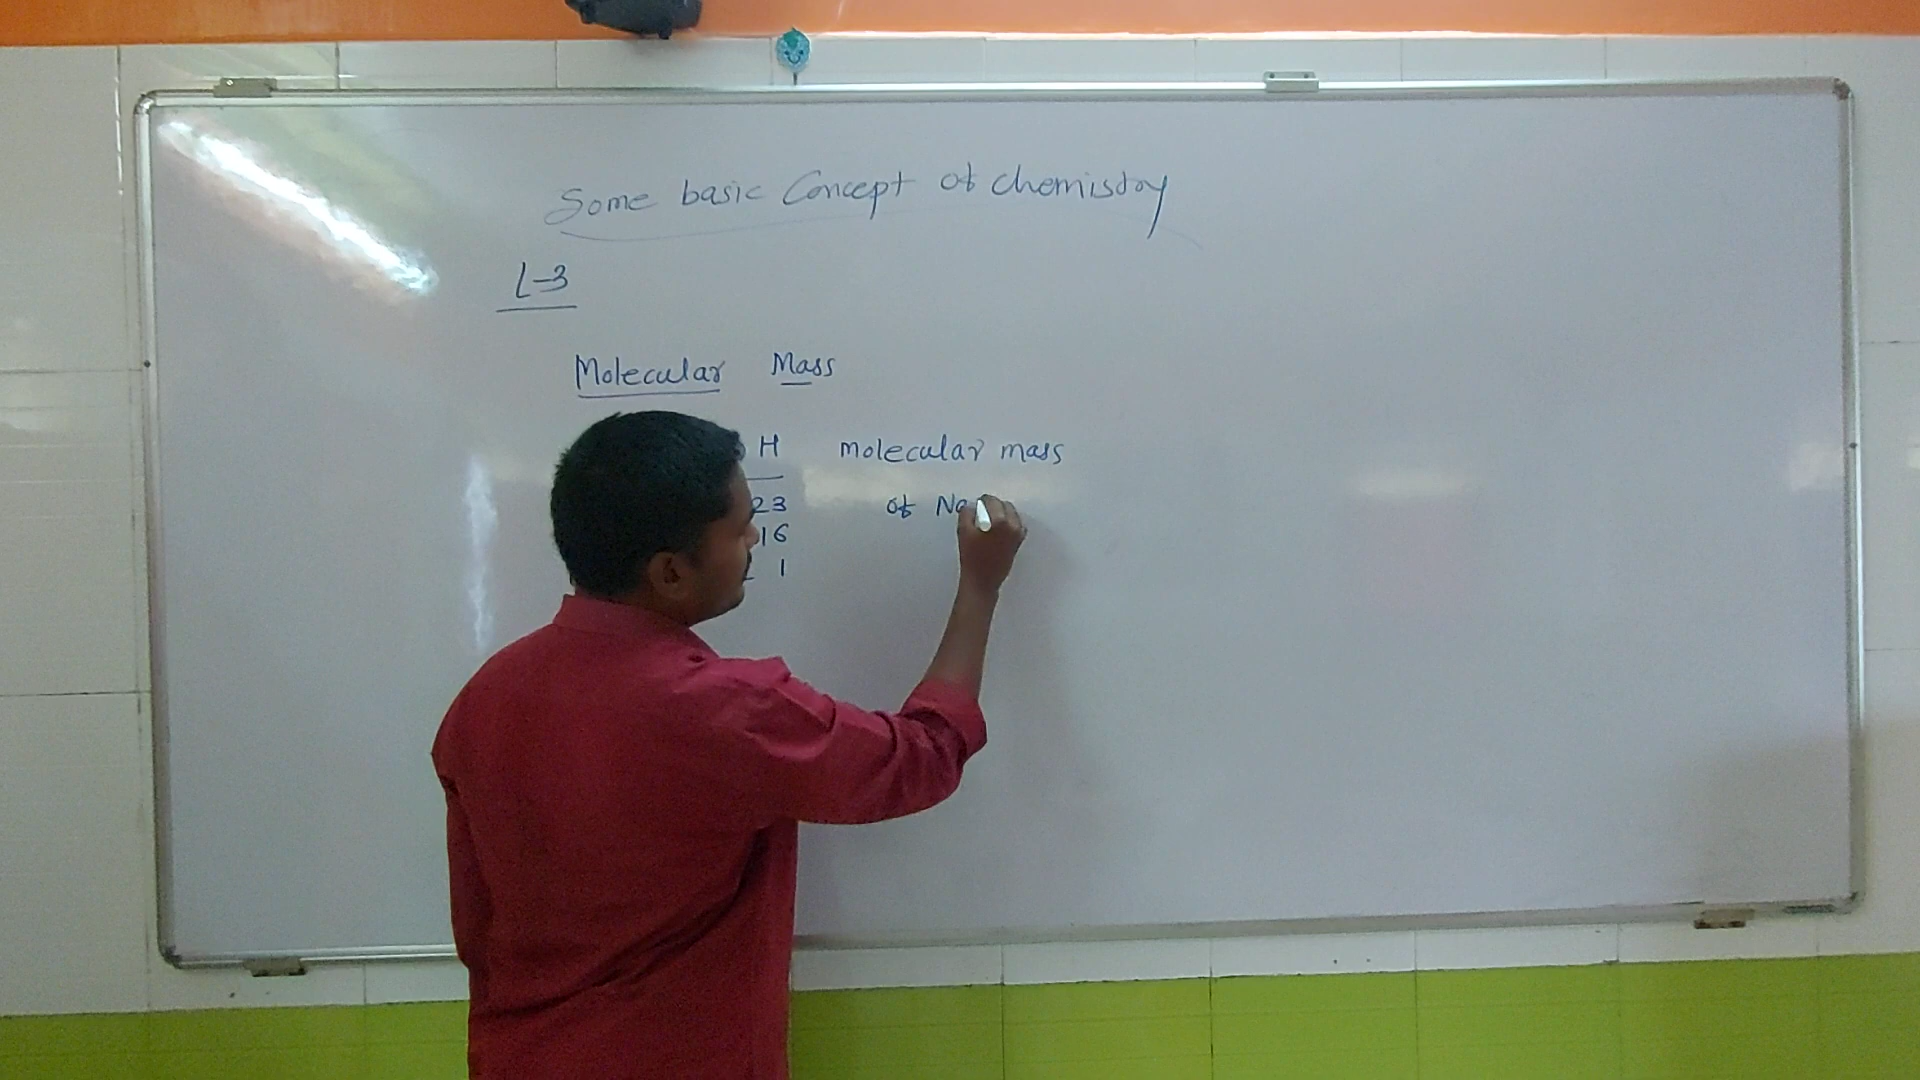 Some basic Concept of chemistry
L-3
Molecular Mass
H molecular mass
23 of Na
16
1